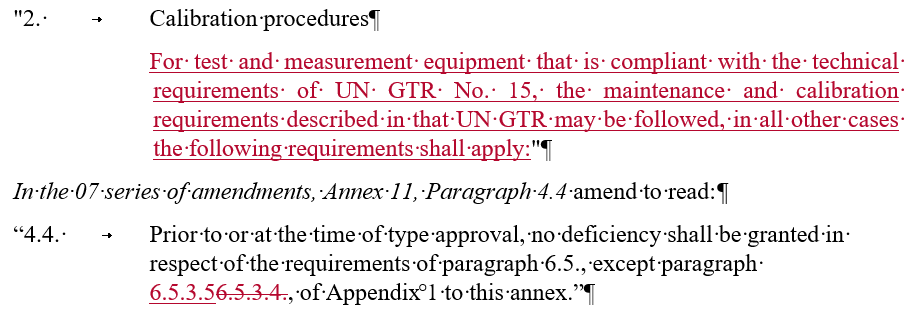 "2. → Calibration procedures¶
For test and measurement equipment that is compliant with the technical
requirements of UN GTR No. 15, the maintenance and calibration
requirements described in that UN GTR may be followed, in all other cases
the following requirements shall apply:"¶
In the 07 series of amendments, Annex 11, Paragraph 4.4 amend to read:¶
“4.4. → Prior to or at the time of type approval, no deficiency shall be granted in
respect of the requirements of paragraph 6.5., except paragraph
6.5.3.56.5.3.4., of Appendix°1 to this annex.”¶